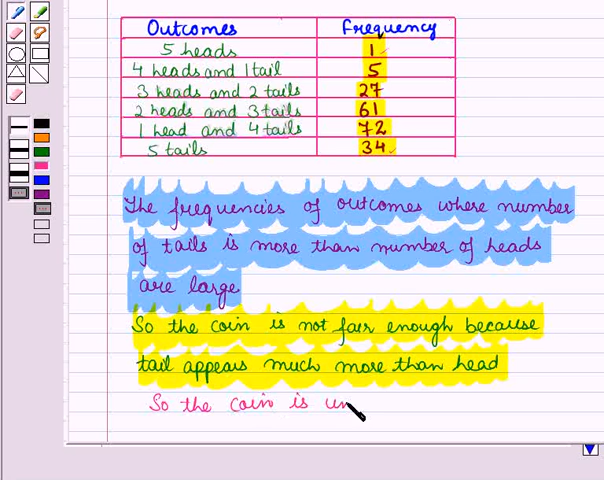 Outcomes Frequency
5 heads 1
4 heads and 1 tail 5
3 heads and 2 tails 27
2 heads and 3 tails 61
1 head and 4 tails 72
5 tails 34
The frequencies of outcomes where number
of tails is more than number of heads
are large
So the coin is not fair enough because
tail appears much more than head
So the coin is un